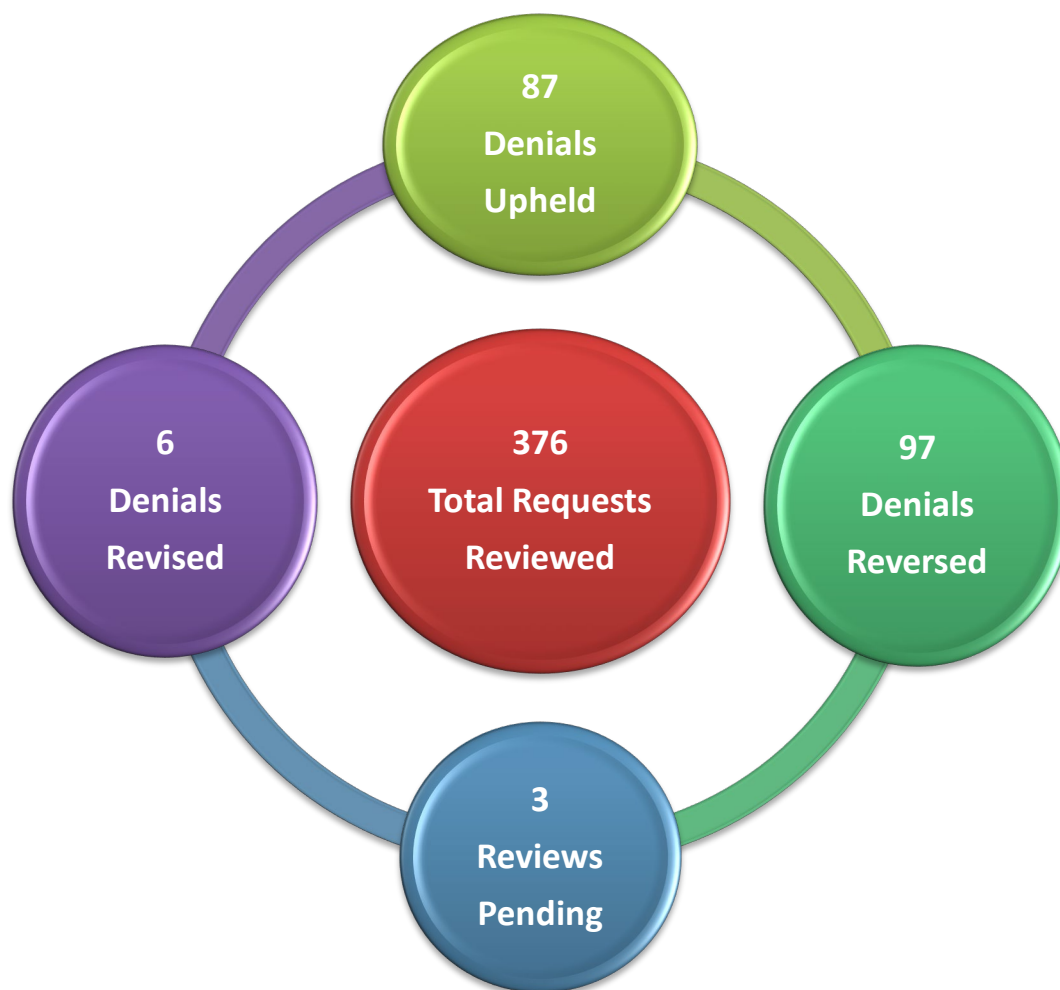 87
Denials
Upheld
6
Denials
Revised
376
Total Requests
Reviewed
97
Denials
Reversed
3
Reviews
Pending